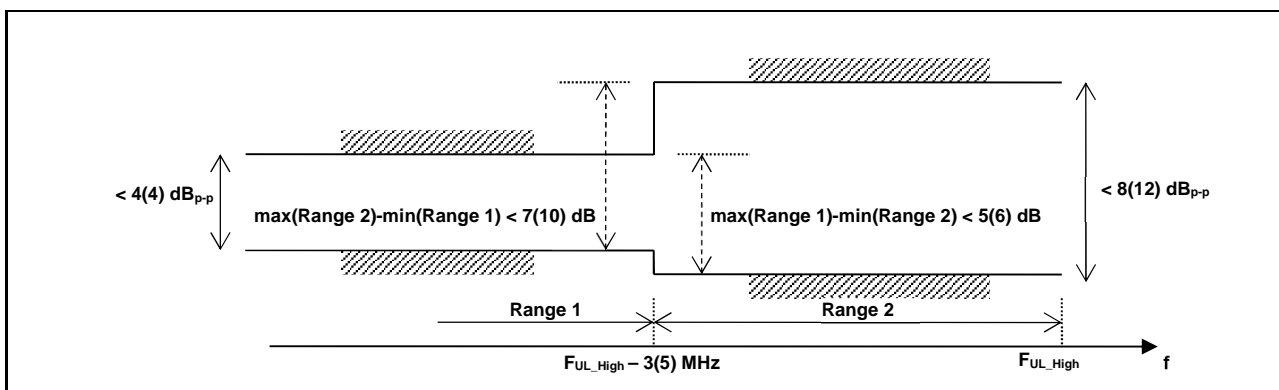 < 4(4) dBp-p
max(Range 2)-min(Range 1) < 7(10) dB
max(Range 1)-min(Range 2) < 5(6) dB
< 8(12) dBp-p
Range 1
Range 2
FUL_High – 3(5) MHz
FUL_High
f